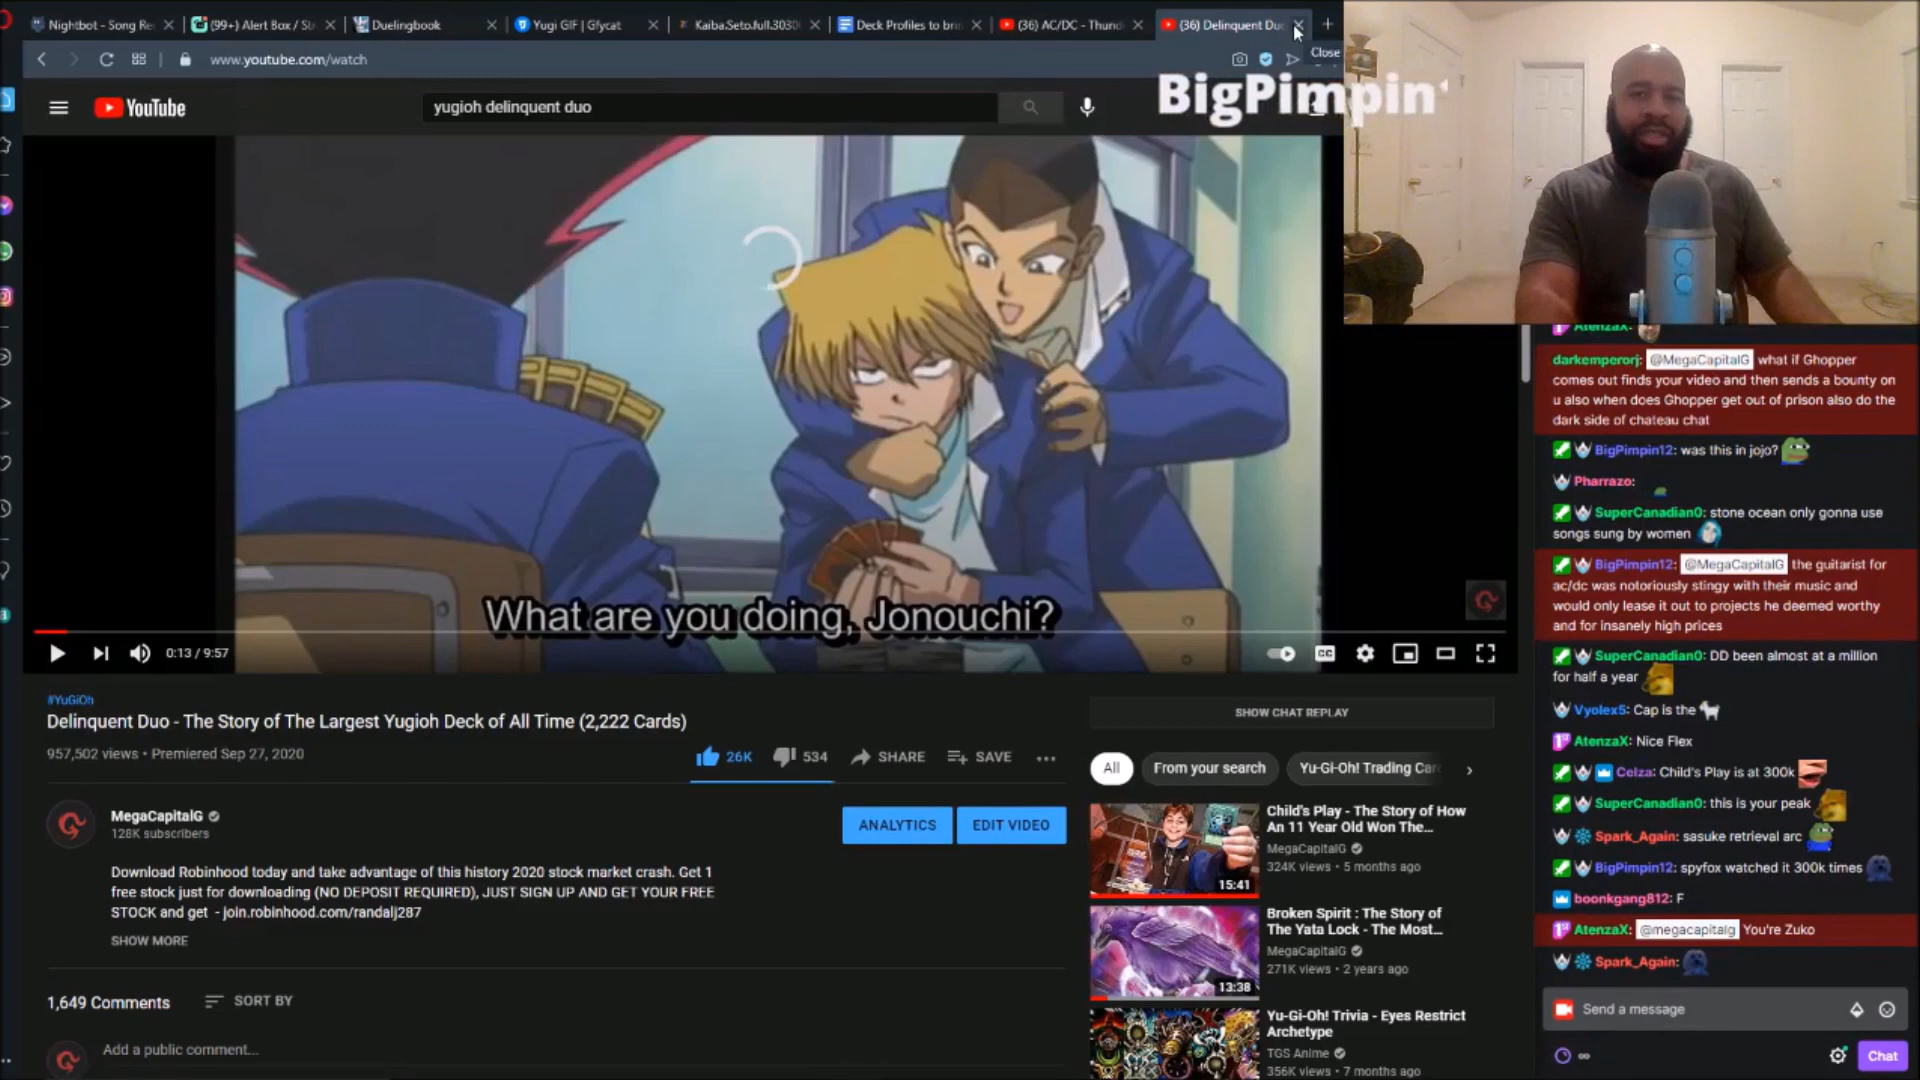 Nightbot - Song Re
(99+) Alert Box / St
Duelingbook
Yugi GIF | Gfycat
Kaiba.Seto.full.3030
Deck Profiles to brin
(36) AC/DC - Thund
(36) Delinquent Duo
Close
www.youtube.com/watch
BigPimpin
YouTube
yugioh delinquent duo
What are you doing, Jonouchi?
0:13 / 9:57
CC
#YuGiOh
Delinquent Duo - The Story of The Largest Yugioh Deck of All Time (2,222 Cards)
957,502 views • Premiered Sep 27, 2020
26K
534
SHARE
SAVE
MegaCapitalG
128K subscribers
ANALYTICS
EDIT VIDEO
Download Robinhood today and take advantage of this history 2020 stock market crash. Get 1
free stock just for downloading (NO DEPOSIT REQUIRED), JUST SIGN UP AND GET YOUR FREE
STOCK and get - join.robinhood.com/randalj287
SHOW MORE
1,649 Comments
SORT BY
Add a public comment...
SHOW CHAT REPLAY
All
From your search
Yu-Gi-Oh! Trading Car
Child's Play - The Story of How
An 11 Year Old Won The...
MegaCapitalG
324K views • 5 months ago
15:41
Broken Spirit : The Story of
The Yata Lock - The Most...
MegaCapitalG
271K views • 2 years ago
13:38
Yu-Gi-Oh! Trivia - Eyes Restrict
Archetype
TGS Anime
356K views • 7 months ago
AtenzaX:
darkemperorj: @MegaCapitalG what if Ghopper
comes out finds your video and then sends a bounty on
u also when does Ghopper get out of prison also do the
dark side of chateau chat
BigPimpin12: was this in jojo?
Pharrazo:
SuperCanadian0: stone ocean only gonna use
songs sung by women
BigPimpin12: @MegaCapitalG the guitarist for
ac/dc was notoriously stingy with their music and
would only lease it out to projects he deemed worthy
and for insanely high prices
SuperCanadian0: DD been almost at a million
for half a year
Vyolex5: Cap is the
AtenzaX: Nice Flex
Celza: Child's Play is at 300k
SuperCanadian0: this is your peak
Spark_Again: sasuke retrieval arc
BigPimpin12: spyfox watched it 300k times
boonkgang812: F
AtenzaX: @megacapitalg You're Zuko
Spark_Again:
Send a message
Chat